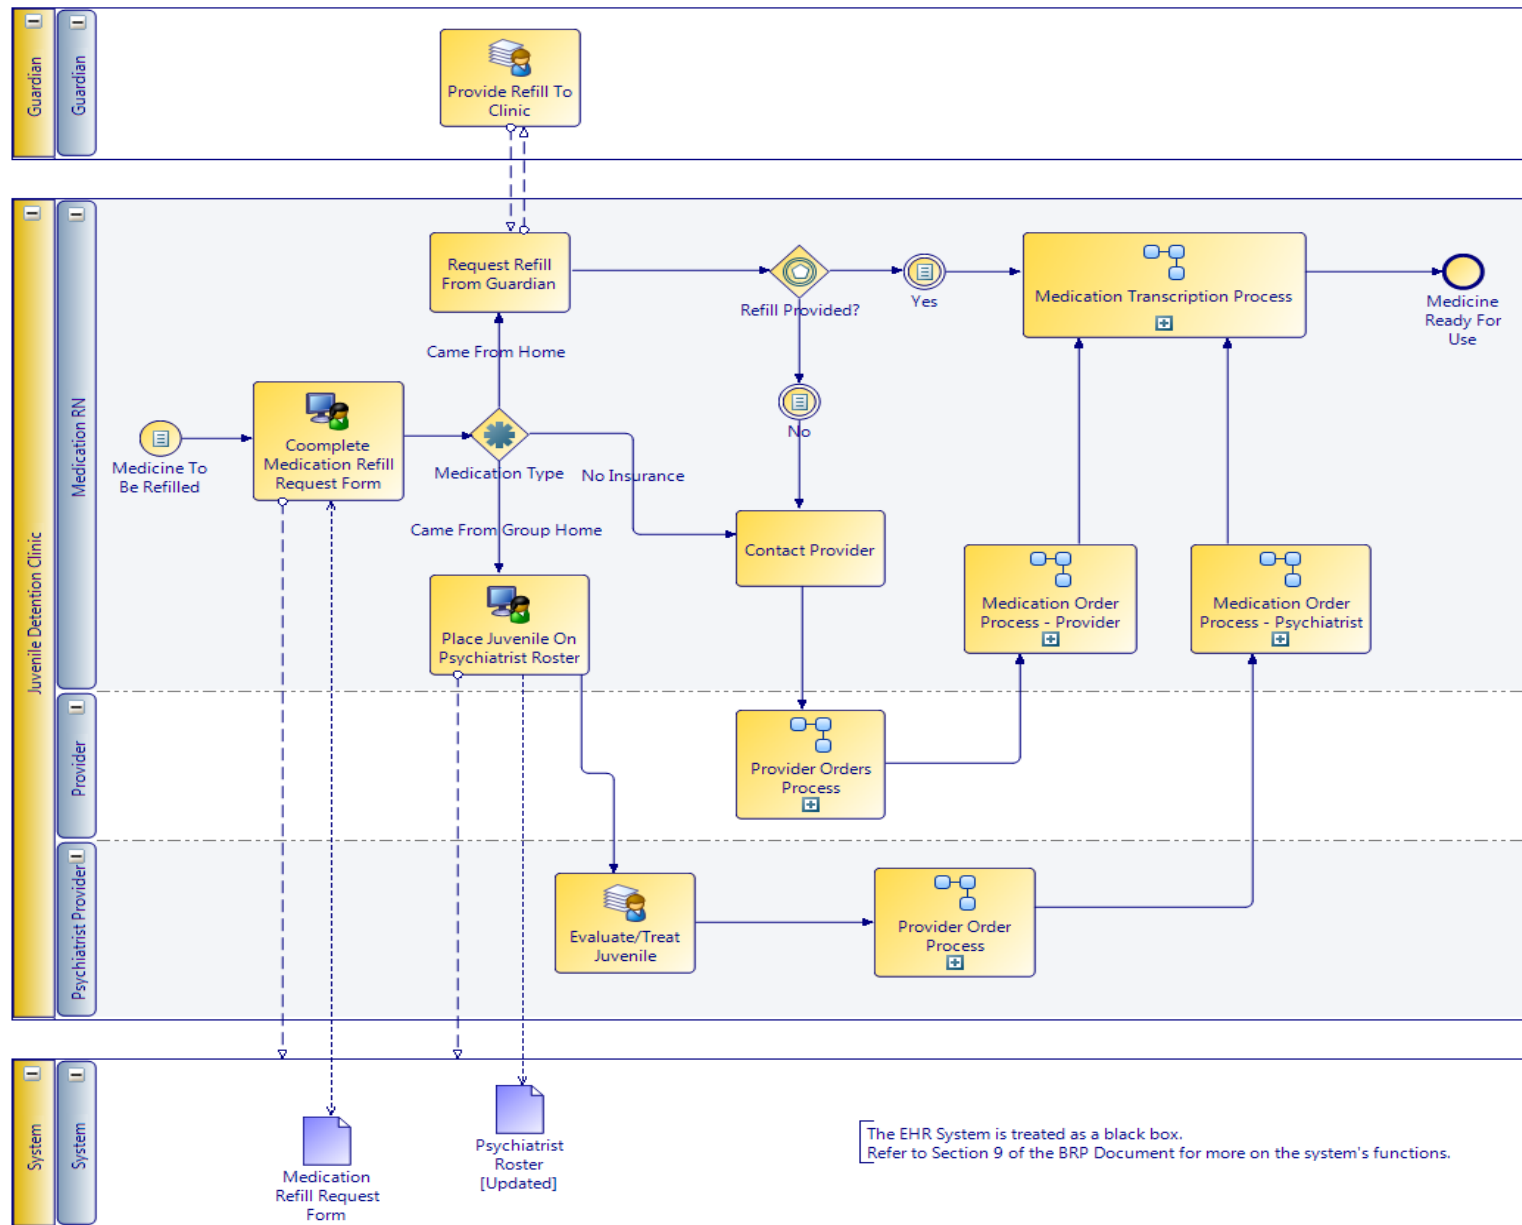 Guardian
Guardian
Provide Refill To
Clinic
Juvenile Detention Clinic
Medication RN
Request Refill
From Guardian
Refill Provided?
Yes
Medication Transcription Process
Medicine
Ready For
Use
Came From Home
No
Medicine To
Be Refilled
Coomplete
Medication Refill
Request Form
Medication Type
No Insurance
Came From Group Home
Contact Provider
Place Juvenile On
Psychiatrist Roster
Medication Order
Process - Provider
Medication Order
Process - Psychiatrist
Provider
Provider Orders
Process
Psychiatrist Provider
Evaluate/Treat
Juvenile
Provider Order
Process
System
System
Medication
Refill Request
Form
Psychiatrist
Roster
[Updated]
The EHR System is treated as a black box.
Refer to Section 9 of the BRP Document for more on the system's functions.